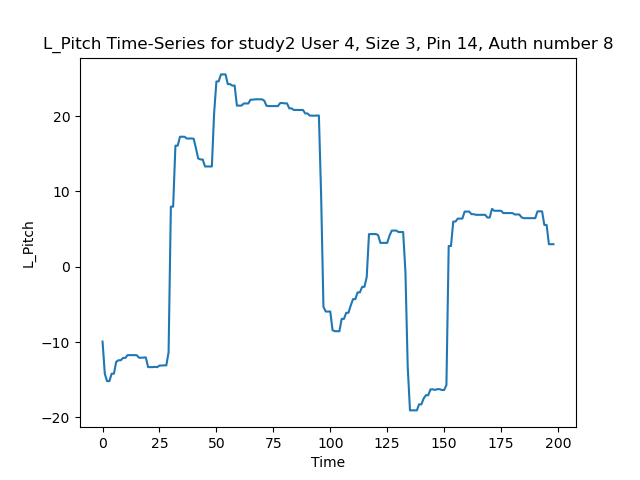 L_Pitch Time-Series for study2 User 4, Size 3, Pin 14, Auth number 8
L_Pitch
20
10
0
−10
−20
0 25 50 75 100 125 150 175 200
Time